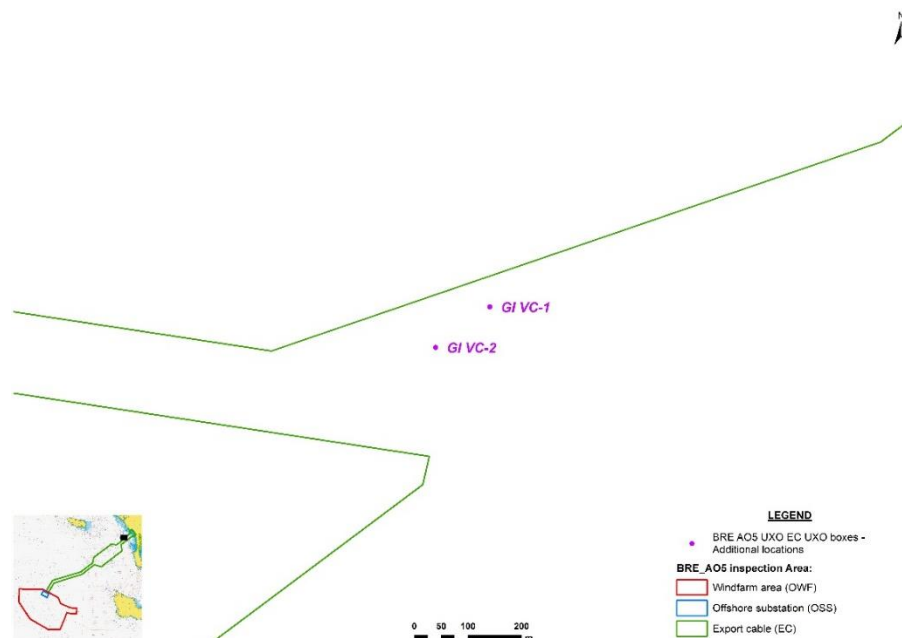 N
GI VC-1
GI VC-2
LEGEND
BRE AO5 UXO EC UXO boxes -
Additional locations
BRE_AO5 inspection Area:
Windfarm area (OWF)
Offshore substation (OSS)
Export cable (EC)
0 50 100 200
m